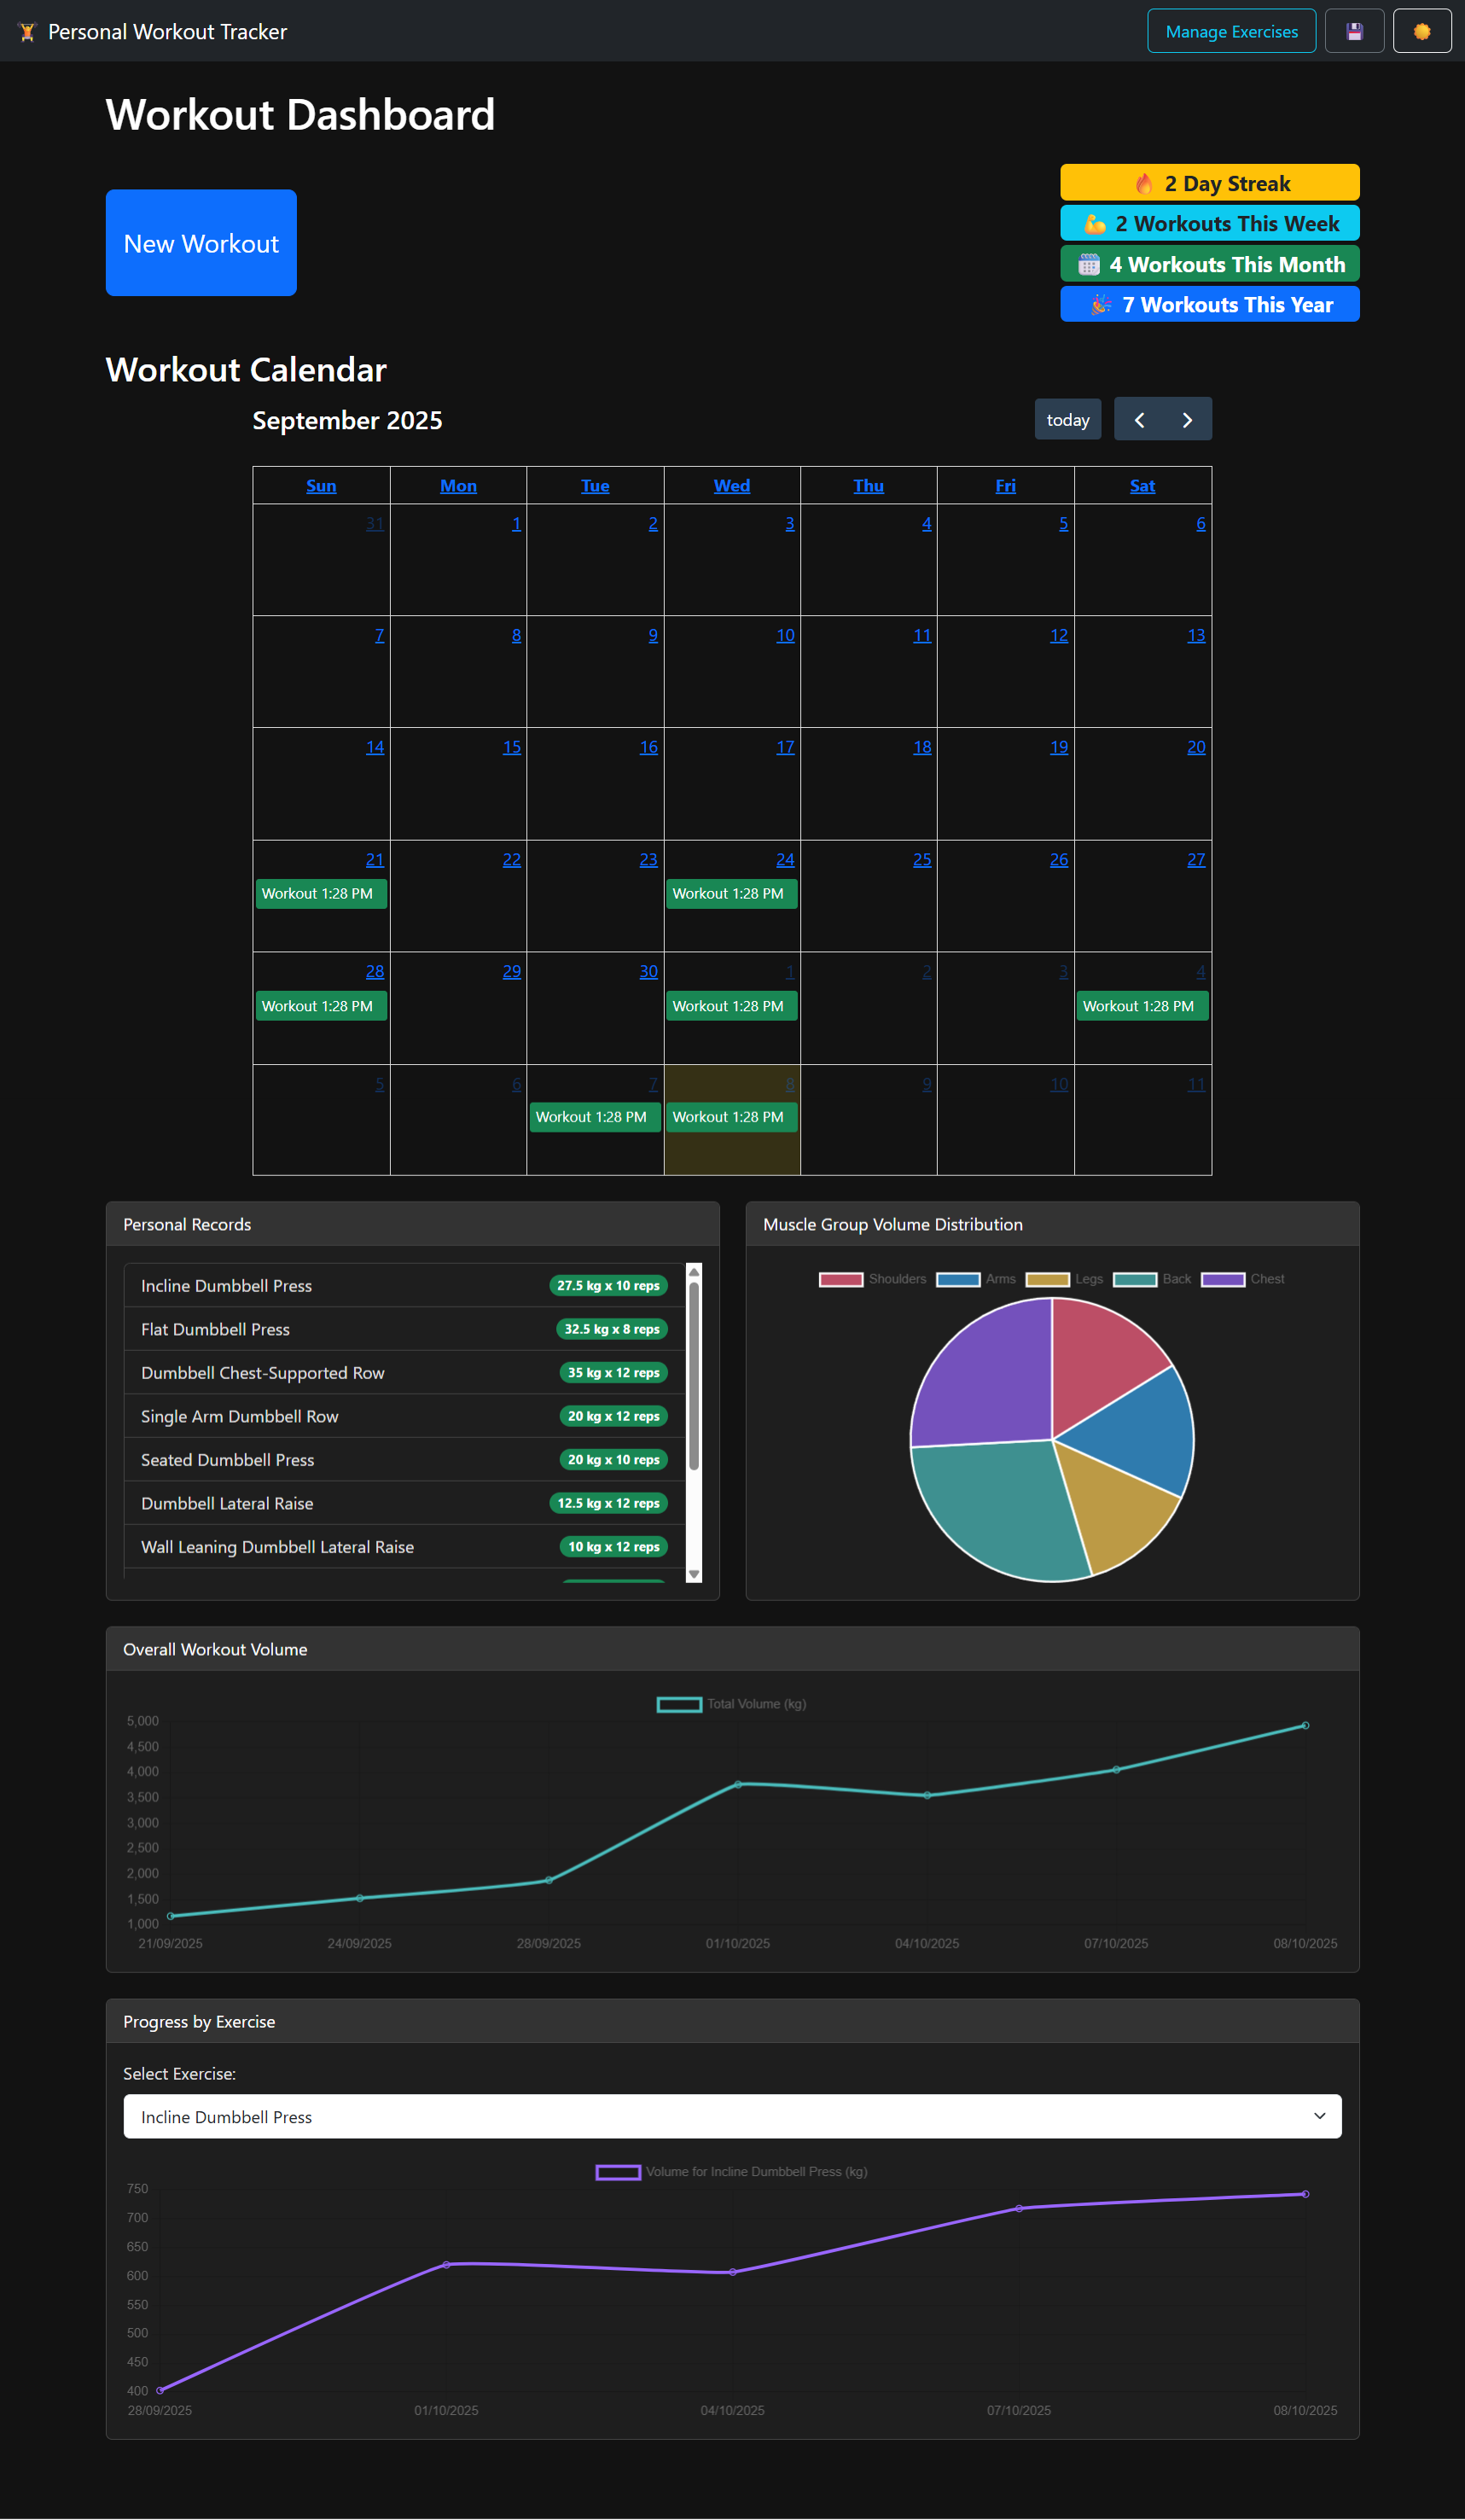 Personal Workout Tracker
Manage Exercises
Workout Dashboard
New Workout
2 Day Streak
2 Workouts This Week
4 Workouts This Month
7 Workouts This Year
Workout Calendar
September 2025
today
Sun Mon Tue Wed Thu Fri Sat
31 1 2 3 4 5 6
7 8 9 10 11 12 13
14 15 16 17 18 19 20
21 22 23 24 25 26 27
Workout 1:28 PM Workout 1:28 PM
28 29 30 1 2 3 4
Workout 1:28 PM Workout 1:28 PM Workout 1:28 PM
5 6 7 8 9 10 11
Workout 1:28 PM Workout 1:28 PM
Personal Records
Incline Dumbbell Press 27.5 kg x 10 reps
Flat Dumbbell Press 32.5 kg x 8 reps
Dumbbell Chest-Supported Row 35 kg x 12 reps
Single Arm Dumbbell Row 20 kg x 12 reps
Seated Dumbbell Press 20 kg x 10 reps
Dumbbell Lateral Raise 12.5 kg x 12 reps
Wall Leaning Dumbbell Lateral Raise 10 kg x 12 reps
Muscle Group Volume Distribution
Shoulders Arms Legs Back Chest
Overall Workout Volume
Total Volume (kg)
5,000
4,500
4,000
3,500
3,000
2,500
2,000
1,500
1,000
21/09/2025 24/09/2025 28/09/2025 01/10/2025 04/10/2025 07/10/2025 08/10/2025
Progress by Exercise
Select Exercise:
Incline Dumbbell Press
Volume for Incline Dumbbell Press (kg)
750
700
650
600
550
500
450
400
28/09/2025 01/10/2025 04/10/2025 07/10/2025 08/10/2025